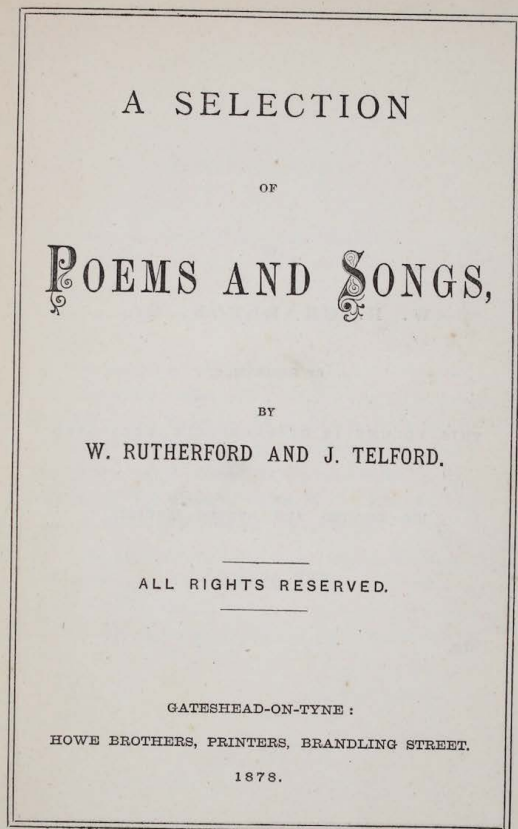 A SELECTION
OF
POEMS AND SONGS,
BY
W. RUTHERFORD AND J. TELFORD.
ALL RIGHTS RESERVED.
GATESHEAD-ON-TYNE:
HOWE BROTHERS, PRINTERS, BRANDLING STREET.
1878.